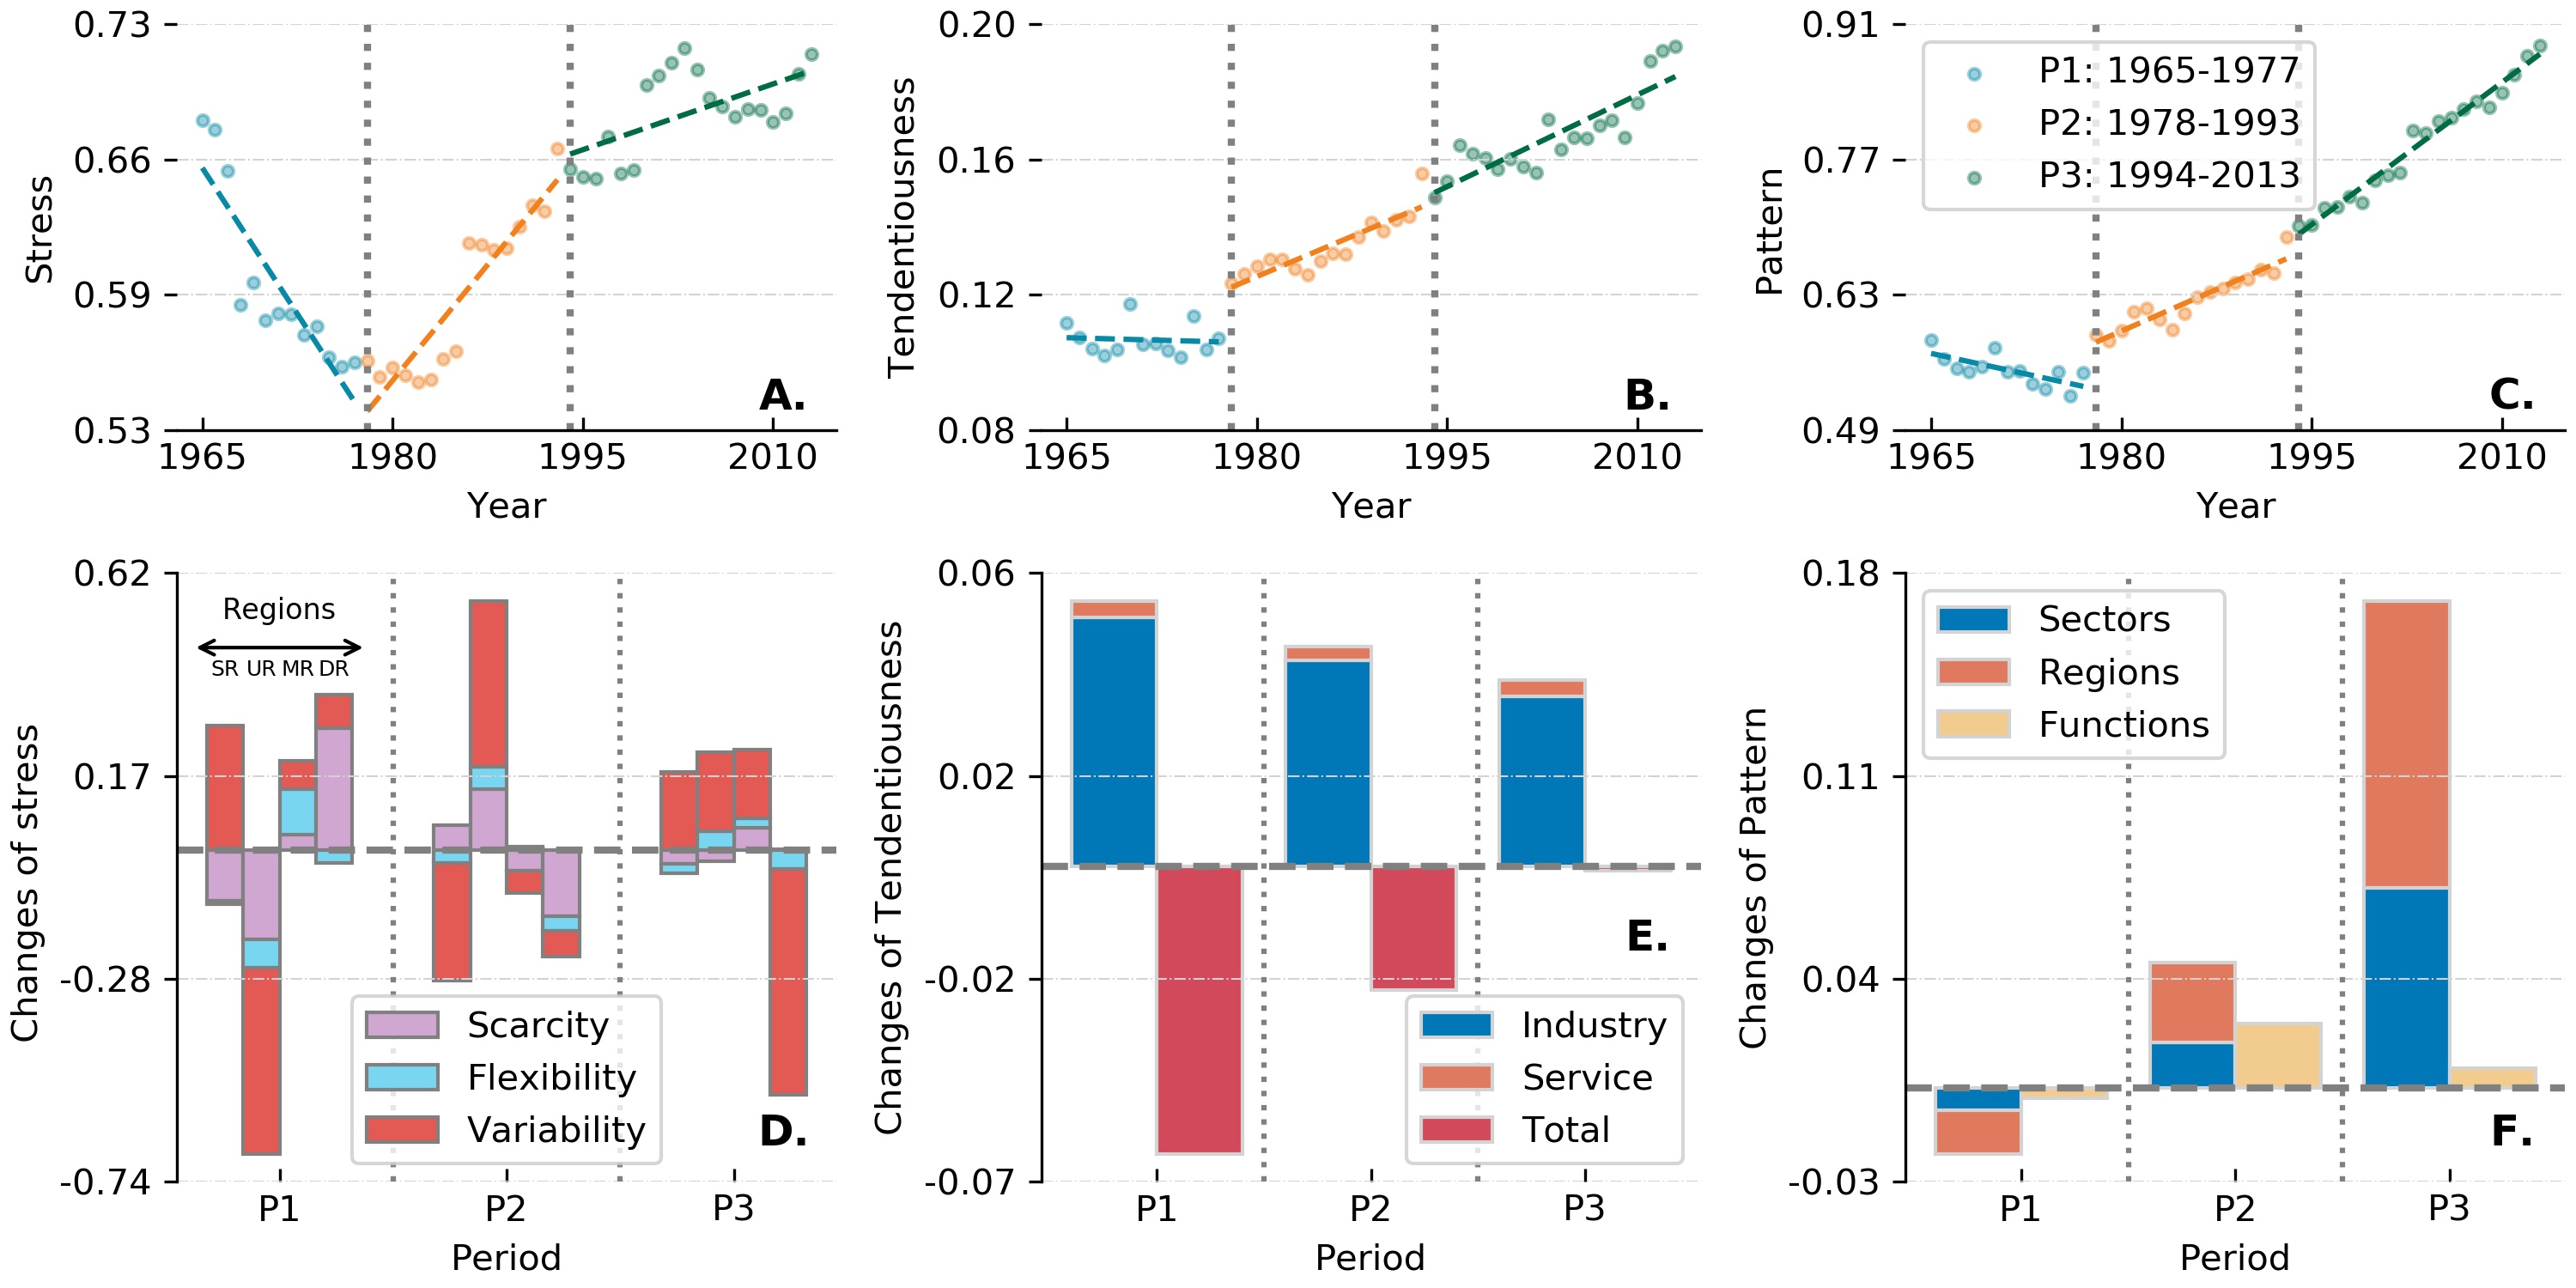 0.73
0.66
0.59
0.53
Stress
1965 1980 1995 2010
Year
A.
0.20
0.16
0.12
0.08
Tendentiousness
1965 1980 1995 2010
Year
B.
0.91
0.77
0.63
0.49
Pattern
P1: 1965-1977
P2: 1978-1993
P3: 1994-2013
1965 1980 1995 2010
Year
C.
0.62
0.17
-0.28
-0.74
Changes of stress
Regions
SR UR MR DR
Scarcity
Flexibility
Variability
D.
P1 P2 P3
Period
0.06
0.02
-0.02
-0.07
Changes of Tendentiousness
E.
Industry
Service
Total
P1 P2 P3
Period
0.18
0.11
0.04
-0.03
Changes of Pattern
Sectors
Regions
Functions
F.
P1 P2 P3
Period